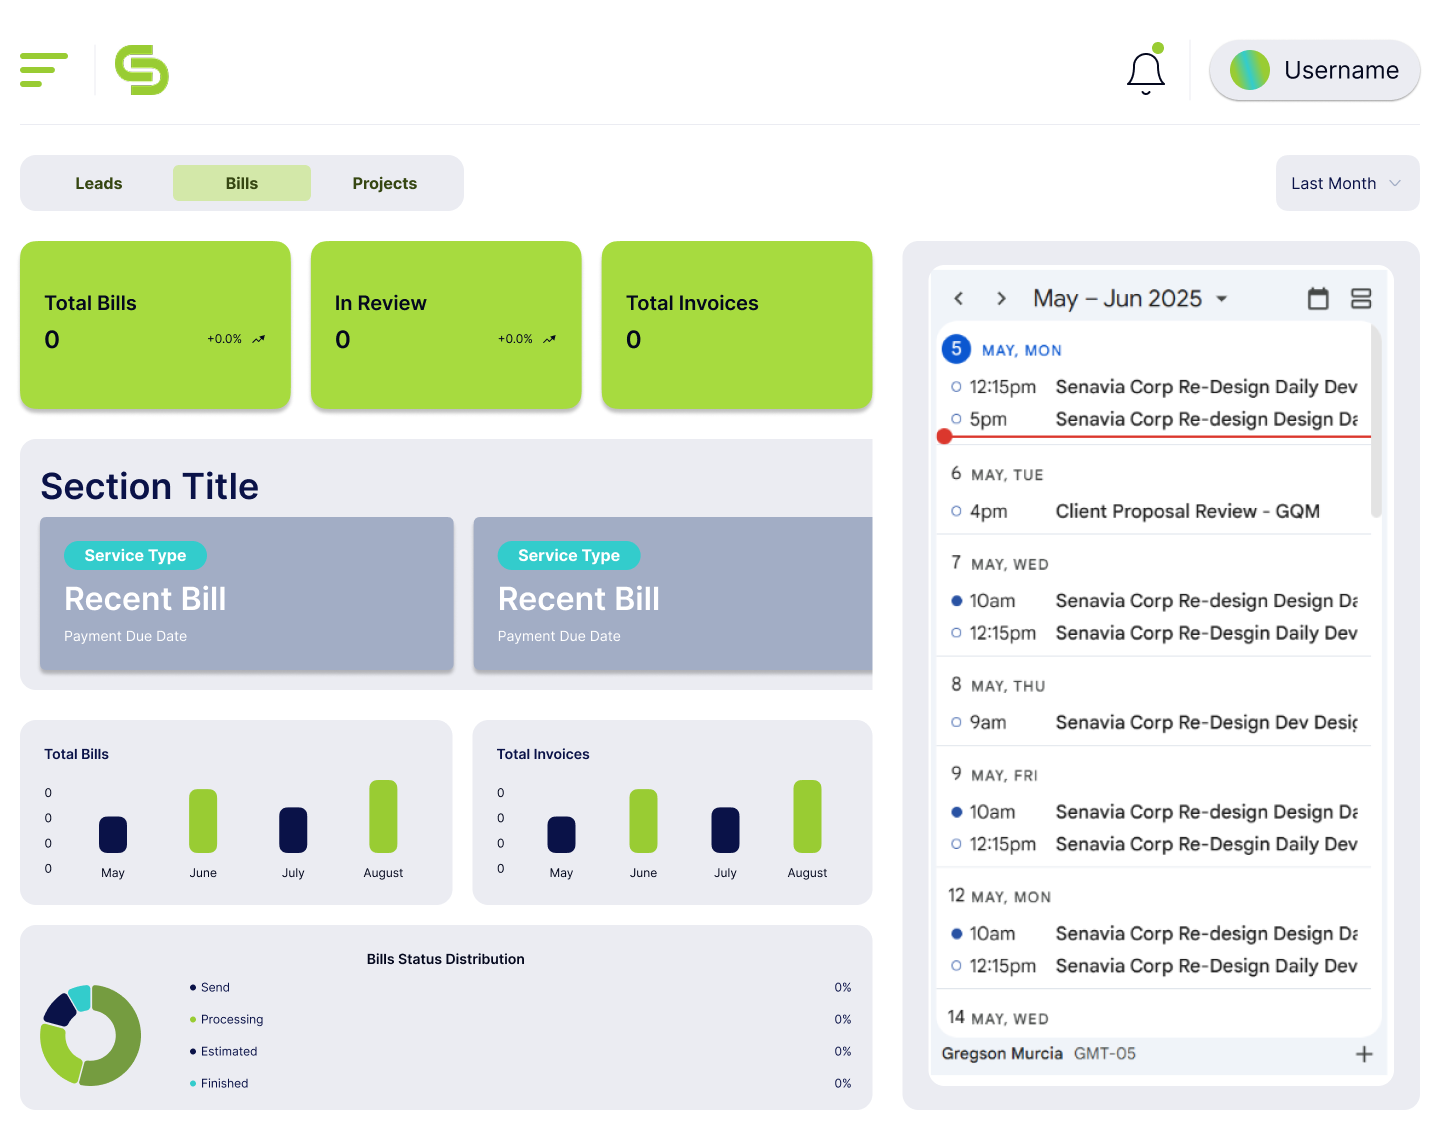 Username
Leads Bills Projects
Last Month
Total Bills
0 +0.0%
In Review
0 +0.0%
Total Invoices
0
Section Title
Service Type
Recent Bill
Payment Due Date
Service Type
Recent Bill
Payment Due Date
Total Bills
0
0
0
0
May June July August
Total Invoices
0
0
0
0
May June July August
Bills Status Distribution
Send 0%
Processing 0%
Estimated 0%
Finished 0%
May – Jun 2025
5 MAY, MON
12:15pm Senavia Corp Re-Design Daily Dev
5pm Senavia Corp Re-design Design Da
6 MAY, TUE
4pm Client Proposal Review - GQM
7 MAY, WED
10am Senavia Corp Re-design Design Da
12:15pm Senavia Corp Re-Desgin Daily Dev
8 MAY, THU
9am Senavia Corp Re-Design Dev Desig
9 MAY, FRI
10am Senavia Corp Re-design Design Da
12:15pm Senavia Corp Re-Desgin Daily Dev
12 MAY, MON
10am Senavia Corp Re-design Design Da
12:15pm Senavia Corp Re-Design Daily Dev
14 MAY, WED
Gregson Murcia GMT-05